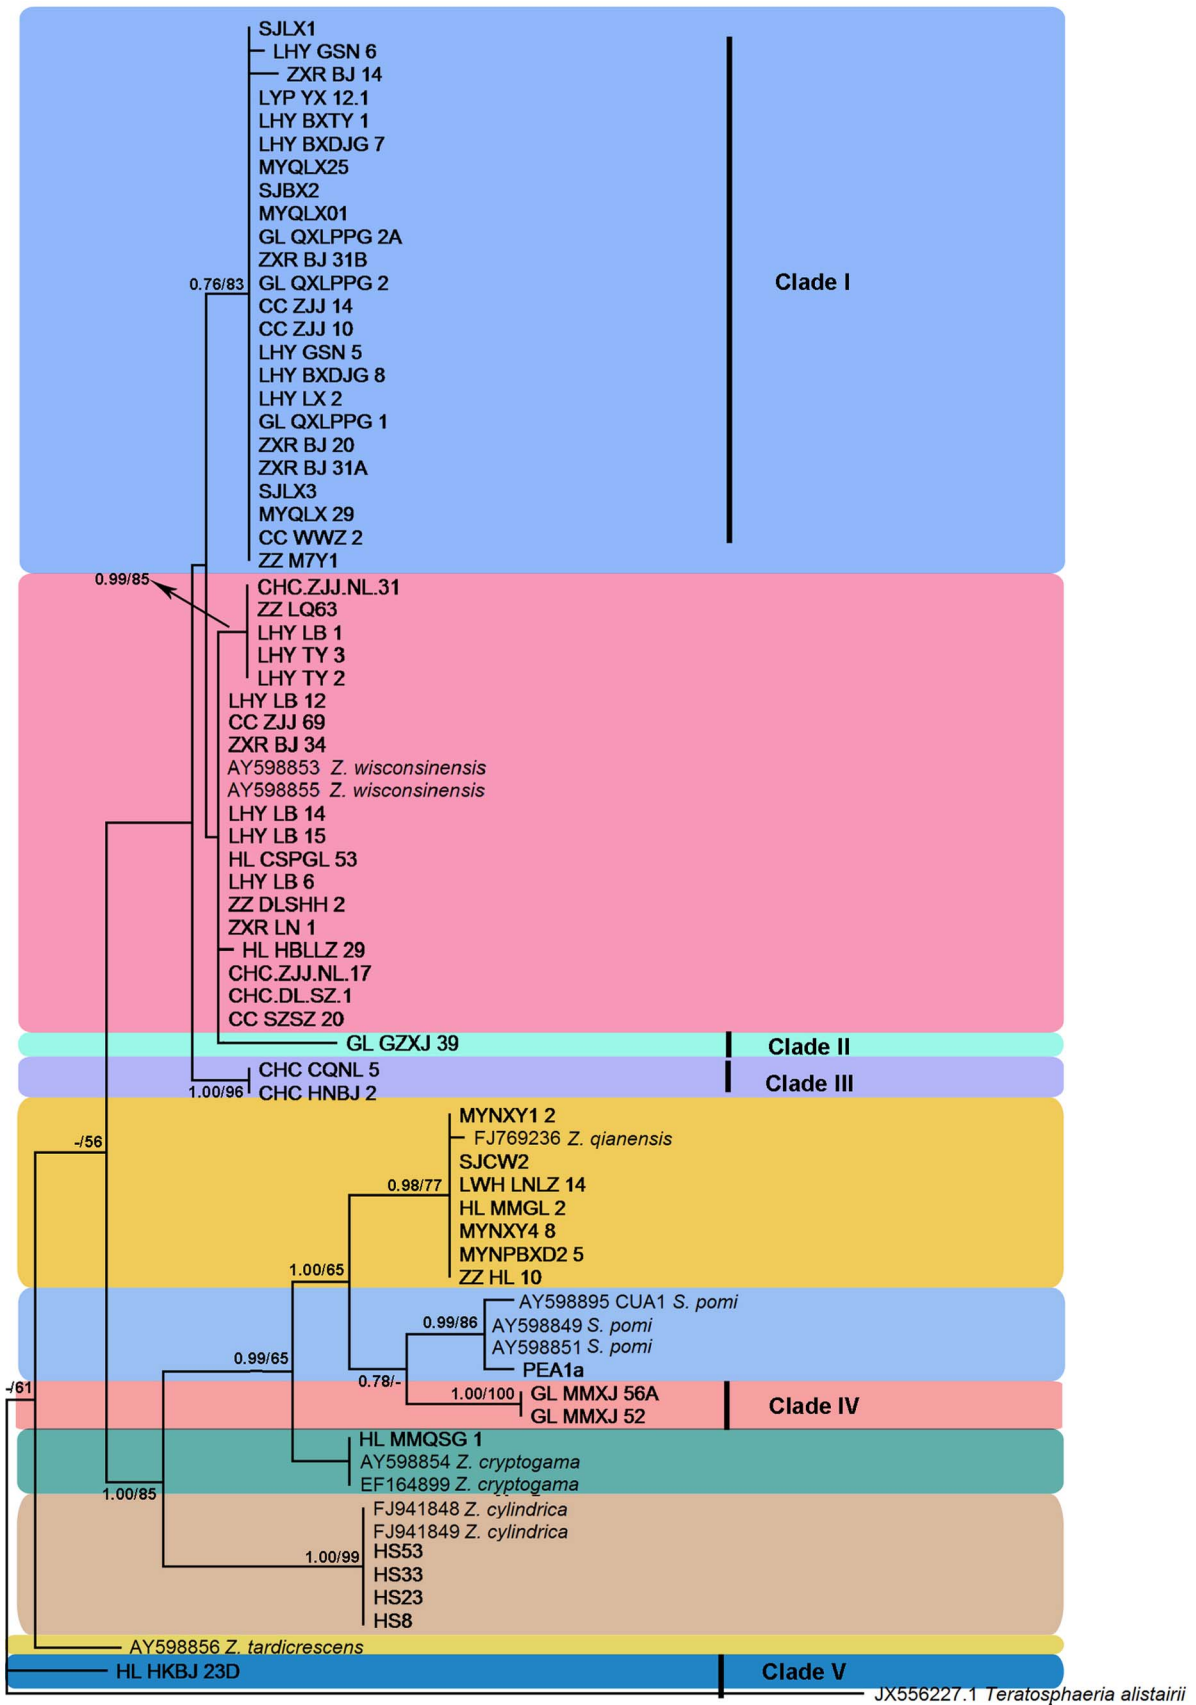 SJLX1
LHY GSN 6
ZXR BJ 14
LYP YX 12.1
LHY BXTY 1
LHY BXDJG 7
MYQLX25
SJBX2
MYQLX01
GL QXLPPG 2A
ZXR BJ 31B
0.76/83 GL QXLPPG 2 Clade I
CC ZJJ 14
CC ZJJ 10
LHY GSN 5
LHY BXDJG 8
LHY LX 2
GL QXLPPG 1
ZXR BJ 20
ZXR BJ 31A
SJLX3
MYQLX 29
CC WWZ 2
ZZ M7Y1
0.99/85
CHC.ZJJ.NL.31
ZZ LQ63
LHY LB 1
LHY TY 3
LHY TY 2
LHY LB 12
CC ZJJ 69
ZXR BJ 34
AY598853 Z. wisconsinensis
AY598855 Z. wisconsinensis
LHY LB 14
LHY LB 15
HL CSPGL 53
LHY LB 6
ZZ DLSHH 2
ZXR LN 1
HL HBLLZ 29
CHC.ZJJ.NL.17
CHC.DL.SZ.1
CC SZSZ 20
GL GZXJ 39 Clade II
CHC CQNL 5
Clade III
1.00/96 CHC HNBJ 2
MYNXY1 2
-/56 FJ769236 Z. qianensis
SJCW2
0.98/77 LWH LNLZ 14
HL MMGL 2
MYNXY4 8
MYNPBXD2 5
1.00/65 ZZ HL 10
AY598895 CUA1 S. pomi
0.99/86 AY598849 S. pomi
AY598851 S. pomi
0.99/65 PEA1a
0.78/-
-/61 1.00/100 GL MMXJ 56A
Clade IV
GL MMXJ 52
HL MMQSG 1
AY598854 Z. cryptogama
EF164899 Z. cryptogama
1.00/85
FJ941848 Z. cylindrica
FJ941849 Z. cylindrica
1.00/99 HS53
HS33
HS23
HS8
AY598856 Z. tardicrescens
HL HKBJ 23D Clade V
JX556227.1 Teratosphaeria alistairii